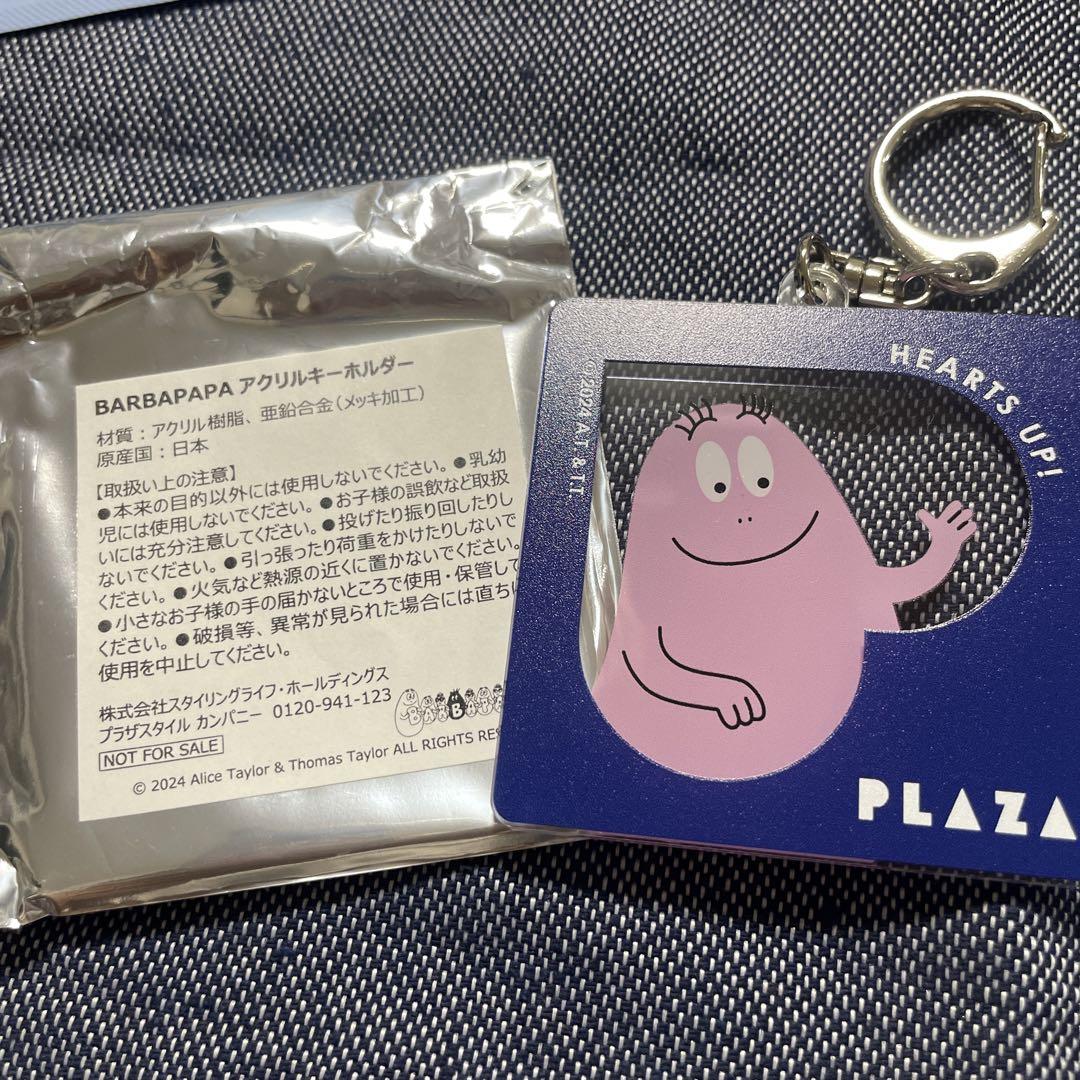 BARBAPAPA アクリルキーホルダー
材質：アクリル樹脂、亜鉛合金（メッキ加工）
原産国：日本
【取扱い上の注意】
●本来の目的以外には使用しないでください。●乳幼
児には使用しないでください。●お子様の誤飲など取扱
いには充分注意してください。●投げたり振り回したりし
ないでください。●引っ張ったり荷重をかけたりしないで
ください。●火気など熱源の近くに置かないでください。
●小さなお子様の手の届かないところで使用・保管して
ください。●破損等、異常が見られた場合には直ちに
使用を中止してください。
株式会社スタイリングライフ・ホールディングス
プラザスタイル カンパニー 0120-941-123
BARBAPAPA
NOT FOR SALE
© 2024 Alice Taylor & Thomas Taylor ALL RIGHTS RES
HEARTS UP!
©2024 A.T. & T.T.
PLAZA